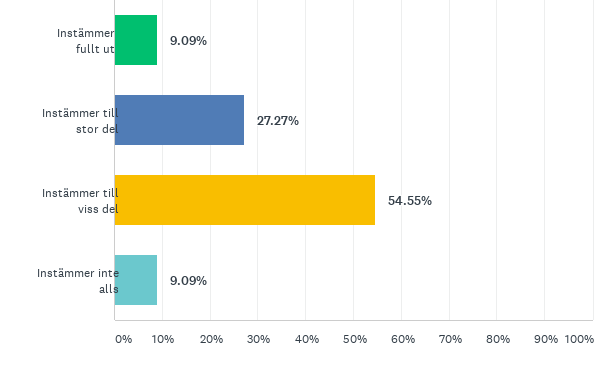 Instämmer
fullt ut
9.09%
Instämmer till
stor del
27.27%
Instämmer till
viss del
54.55%
Instämmer inte
alls
9.09%
0% 10% 20% 30% 40% 50% 60% 70% 80% 90% 100%